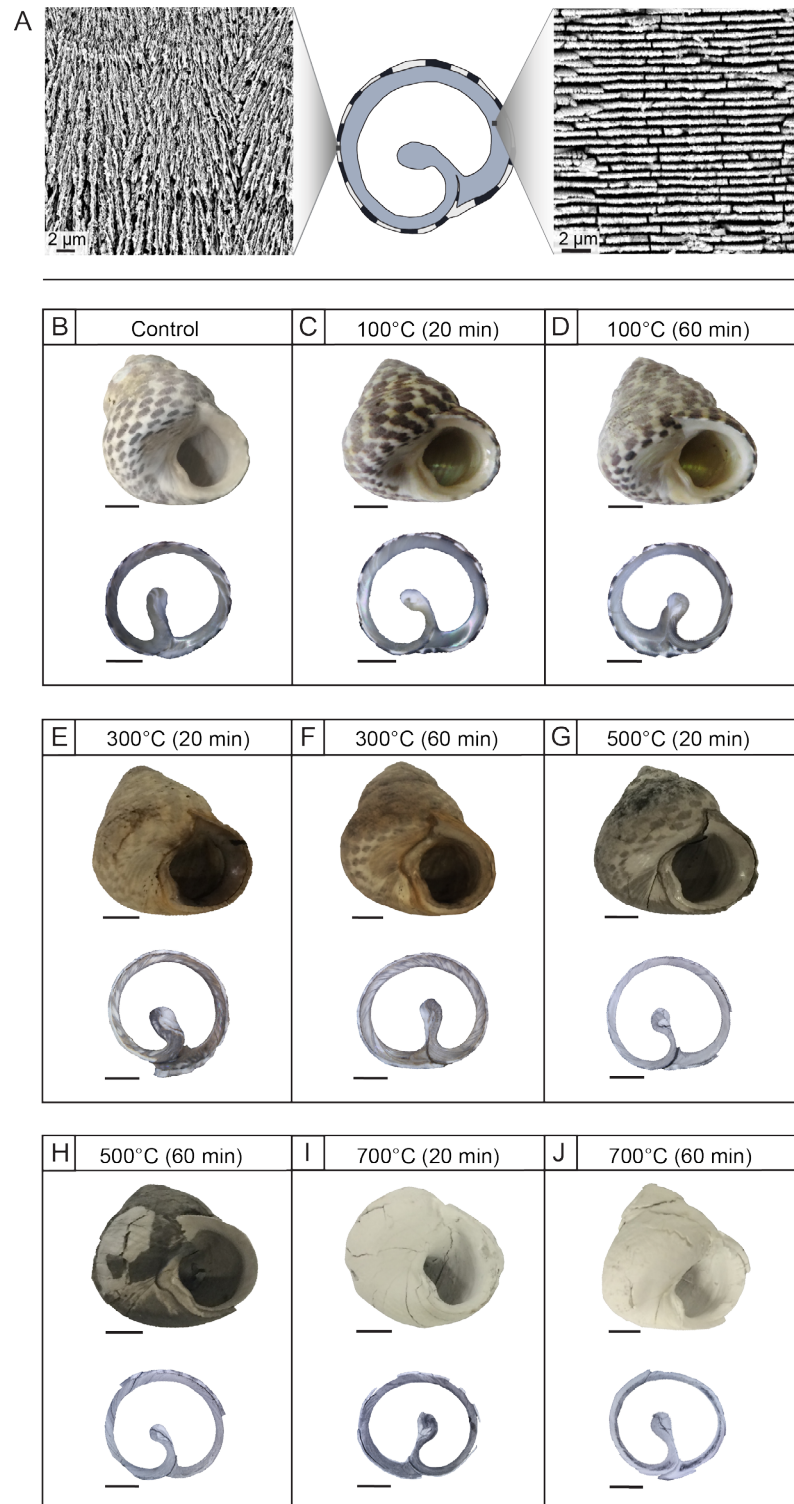 A
2 µm
2 µm
B
Control
C
100°C (20 min)
D
100°C (60 min)
E
300°C (20 min)
F
300°C (60 min)
G
500°C (20 min)
H
500°C (60 min)
I
700°C (20 min)
J
700°C (60 min)